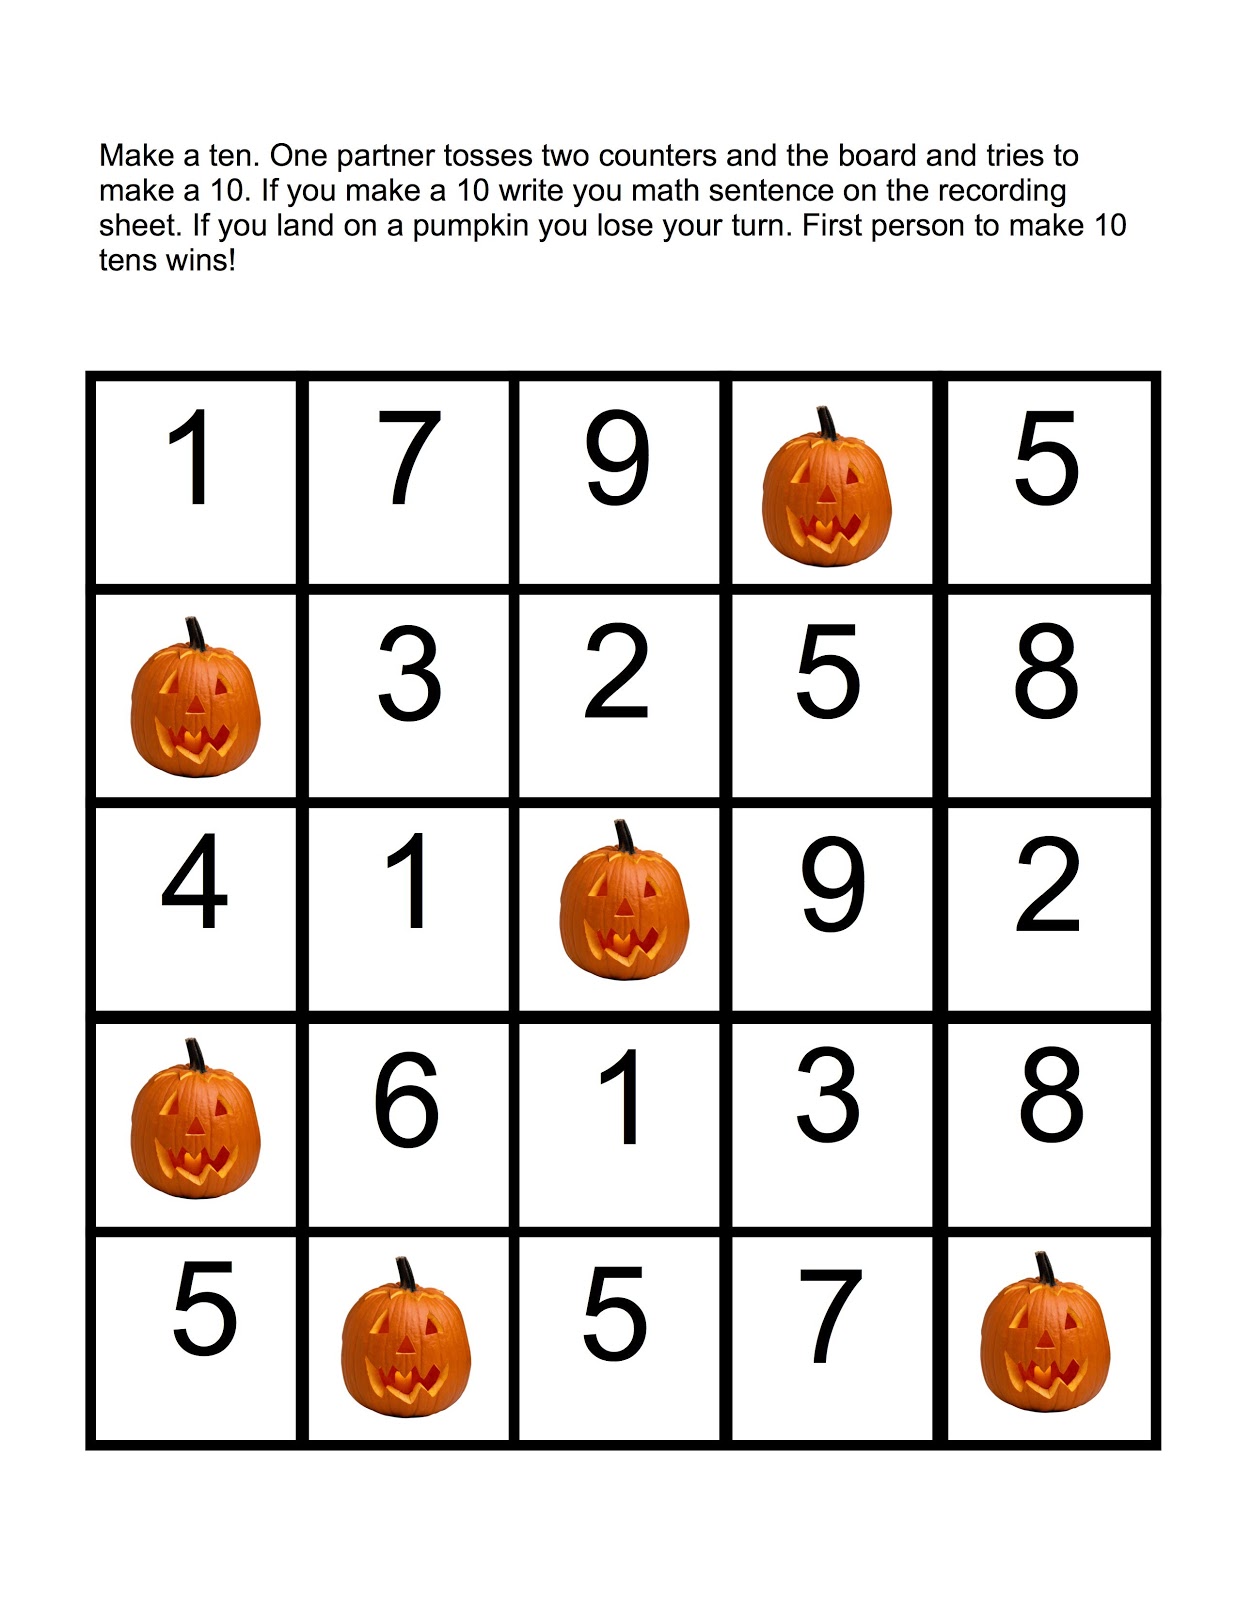 Make a ten. One partner tosses two counters and the board and tries to
make a 10. If you make a 10 write you math sentence on the recording
sheet. If you land on a pumpkin you lose your turn. First person to make 10
tens wins!
1 7 9 5
3 2 5 8
4 1 9 2
6 1 3 8
5 5 7